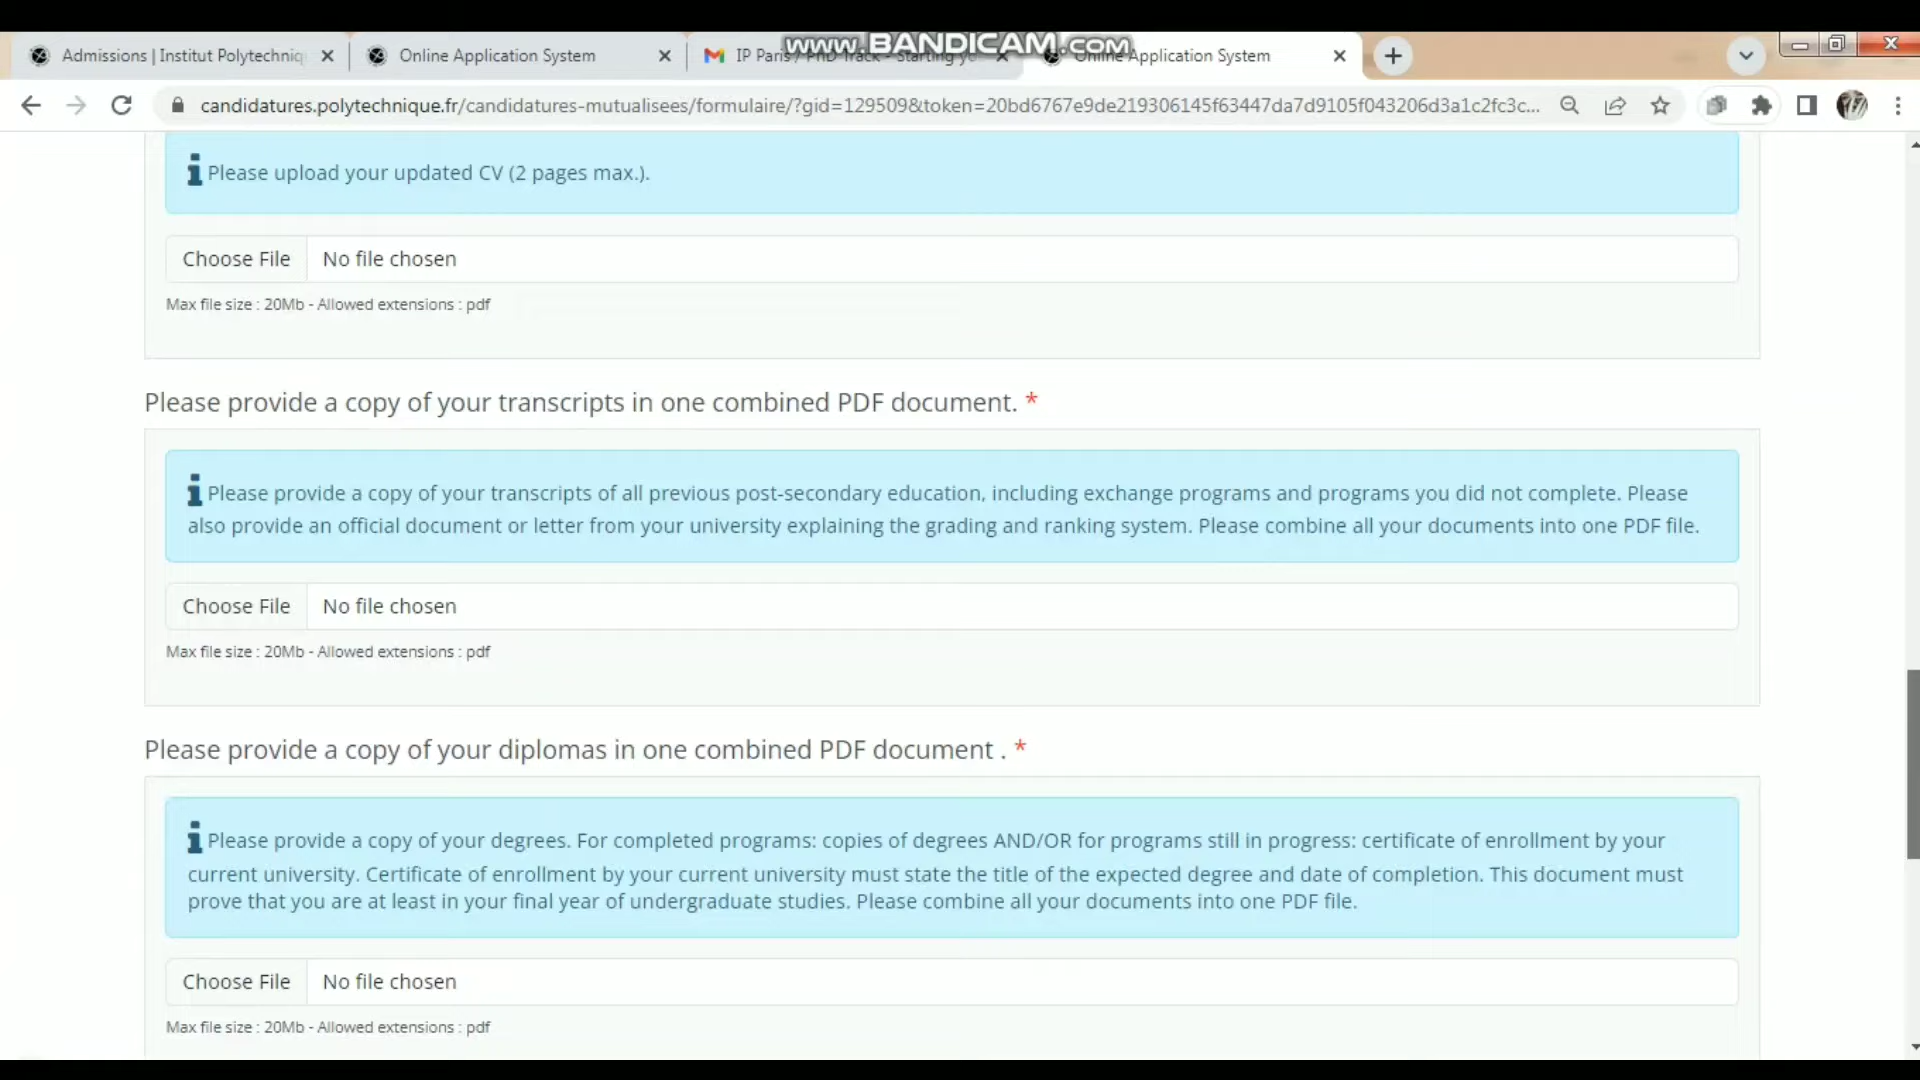 www.BANDICAM.com
Admissions | Institut Polytechniq
Online Application System
IP Paris / PhD Track - Starting yo
Online Application System
candidatures.polytechnique.fr/candidatures-mutualisees/formulaire/?gid=129509&token=20bd6767e9de219306145f63447da7d9105f043206d3a1c2fc3c...
Please upload your updated CV (2 pages max.).
Choose File No file chosen
Max file size : 20Mb - Allowed extensions : pdf
Please provide a copy of your transcripts in one combined PDF document. *
Please provide a copy of your transcripts of all previous post-secondary education, including exchange programs and programs you did not complete. Please
also provide an official document or letter from your university explaining the grading and ranking system. Please combine all your documents into one PDF file.
Choose File No file chosen
Max file size : 20Mb - Allowed extensions : pdf
Please provide a copy of your diplomas in one combined PDF document . *
Please provide a copy of your degrees. For completed programs: copies of degrees AND/OR for programs still in progress: certificate of enrollment by your
current university. Certificate of enrollment by your current university must state the title of the expected degree and date of completion. This document must
prove that you are at least in your final year of undergraduate studies. Please combine all your documents into one PDF file.
Choose File No file chosen
Max file size : 20Mb - Allowed extensions : pdf